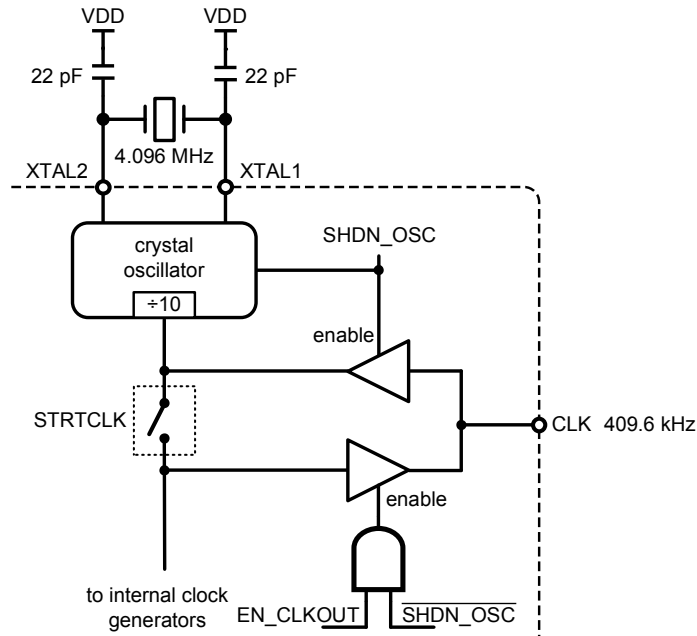 VDD VDD
22 pF 22 pF
4.096 MHz
XTAL2 XTAL1
crystal
oscillator
÷10
SHDN_OSC
enable
STRTCLK
CLK 409.6 kHz
enable
to internal clock
generators
EN_CLKOUT S̅H̅D̅N̅_̅O̅S̅C̅